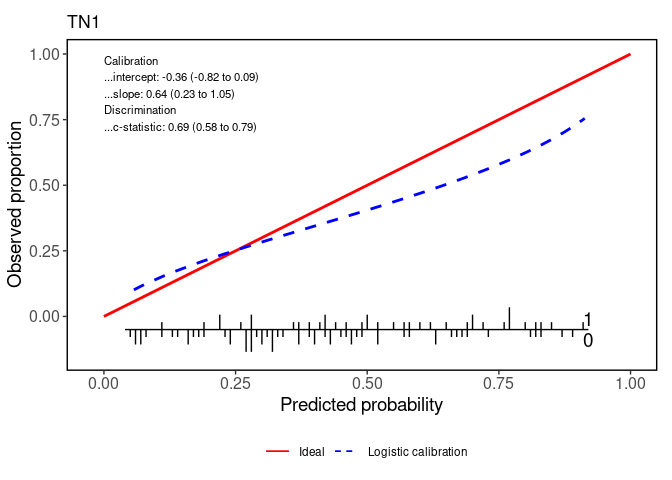 TN1
Calibration
...intercept: -0.36 (-0.82 to 0.09)
...slope: 0.64 (0.23 to 1.05)
Discrimination
...c-statistic: 0.69 (0.58 to 0.79)
Observed proportion
1.00
0.75
0.50
0.25
0.00
1
0
0.00 0.25 0.50 0.75 1.00
Predicted probability
Ideal Logistic calibration